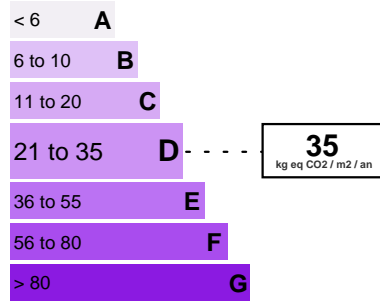 < 6 A
6 to 10 B
11 to 20 C
21 to 35 D
35
kg eq CO2 / m2 / an
36 to 55 E
56 to 80 F
> 80 G